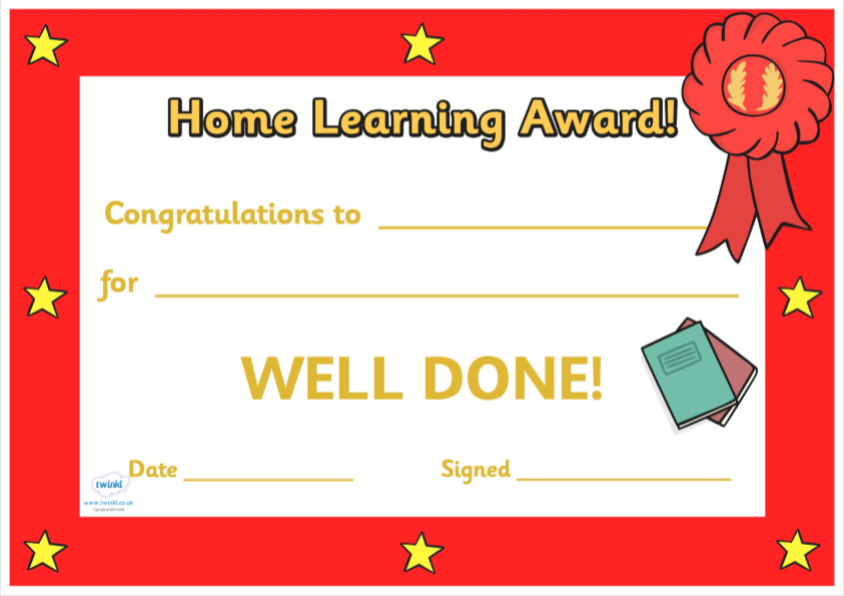 Home Learning Award!
Congratulations to
for
WELL DONE!
Date
Signed
twinkl
www.twinkl.co.uk